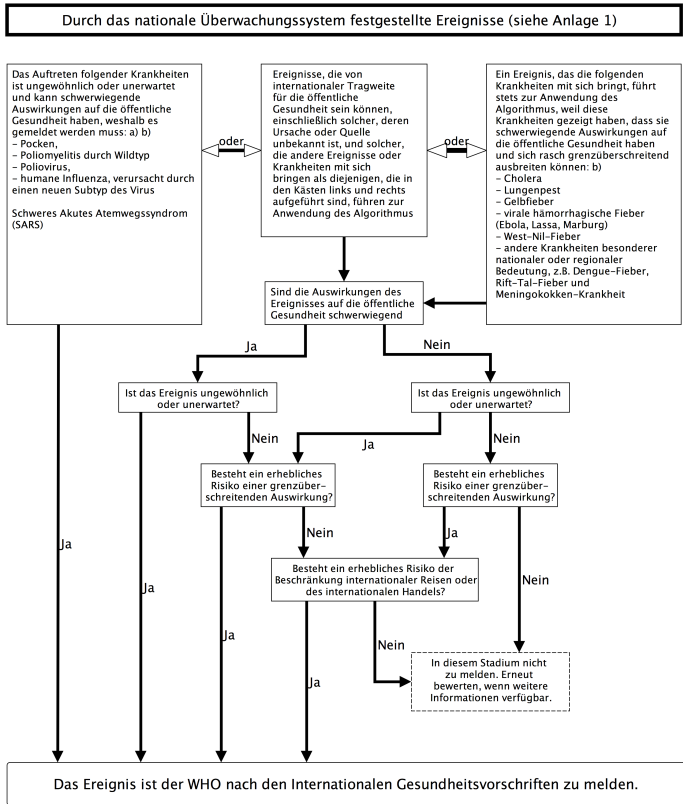 Durch das nationale Überwachungssystem festgestellte Ereignisse (siehe Anlage 1)
Das Auftreten folgender Krankheiten
ist ungewöhnlich oder unerwartet
und kann schwerwiegende
Auswirkungen auf die öffentliche
Gesundheit haben, weshalb es
gemeldet werden muss: a) b)
– Pocken,
– Poliomyelitis durch Wildtyp
– Poliovirus,
– humane Influenza, verursacht durch
einen neuen Subtyp des Virus
Schweres Akutes Atemwegssyndrom
(SARS)
oder
Ereignisse, die von
internationaler Tragweite
für die öffentliche
Gesundheit sein können,
einschließlich solcher, deren
Ursache oder Quelle
unbekannt ist, und solcher,
die andere Ereignisse oder
Krankheiten mit sich
bringen als diejenigen, die in
den Kästen links und rechts
aufgeführt sind, führen zur
Anwendung des Algorithmus
oder
Ein Ereignis, das die folgenden
Krankheiten mit sich bringt, führt
stets zur Anwendung des
Algorithmus, weil diese
Krankheiten gezeigt haben, dass sie
schwerwiegende Auswirkungen auf
die öffentliche Gesundheit haben
und sich rasch grenzüberschreitend
ausbreiten können: b)
– Cholera
– Lungenpest
– Gelbfieber
– virale hämorrhagische Fieber
(Ebola, Lassa, Marburg)
– West-Nil-Fieber
– andere Krankheiten besonderer
nationaler oder regionaler
Bedeutung, z.B. Dengue-Fieber,
Rift-Tal-Fieber und
Meningokokken-Krankheit
Sind die Auswirkungen des
Ereignisses auf die öffentliche
Gesundheit schwerwiegend
Ja
Nein
Ist das Ereignis ungewöhnlich
oder unerwartet?
Ist das Ereignis ungewöhnlich
oder unerwartet?
Nein
Ja
Nein
Besteht ein erhebliches
Risiko einer grenzüber-
schreitenden Auswirkung?
Besteht ein erhebliches
Risiko einer grenzüber-
schreitenden Auswirkung?
Ja
Nein
Ja
Besteht ein erhebliches Risiko der
Beschränkung internationaler Reisen oder
des internationalen Handels?
Nein
Ja
Ja
Nein
Ja
In diesem Stadium nicht
zu melden. Erneut
bewerten, wenn weitere
Informationen verfügbar.
Das Ereignis ist der WHO nach den Internationalen Gesundheitsvorschriften zu melden.